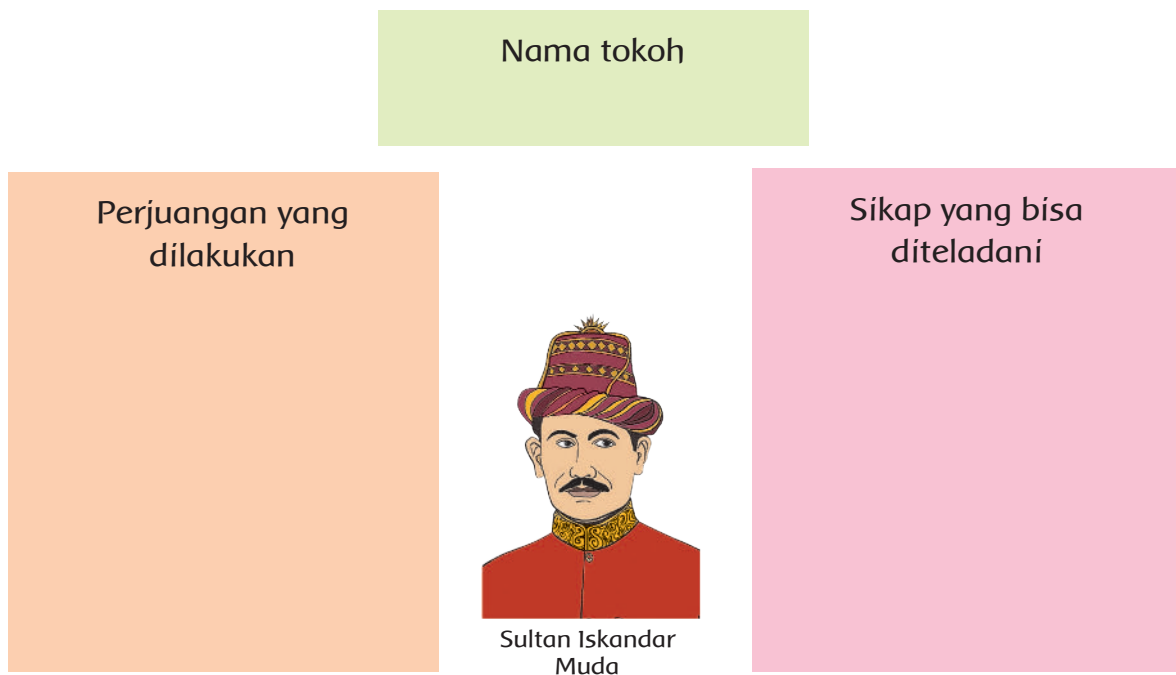 Nama tokoh
Perjuangan yang
dilakukan
Sikap yang bisa
diteladani
Sultan Iskandar
Muda